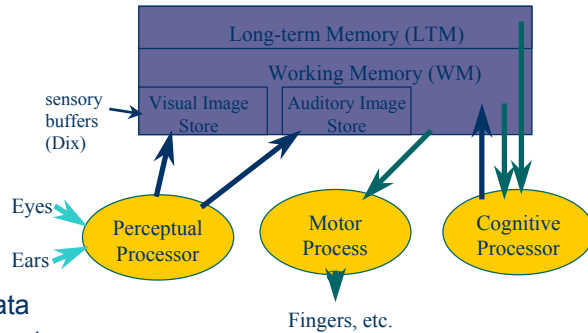 Long-term Memory (LTM)
Working Memory (WM)
sensory
buffers
(Dix)
Visual Image
Store
Auditory Image
Store
Eyes
Ears
Perceptual
Processor
Motor
Process
Cognitive
Processor
Fingers, etc.